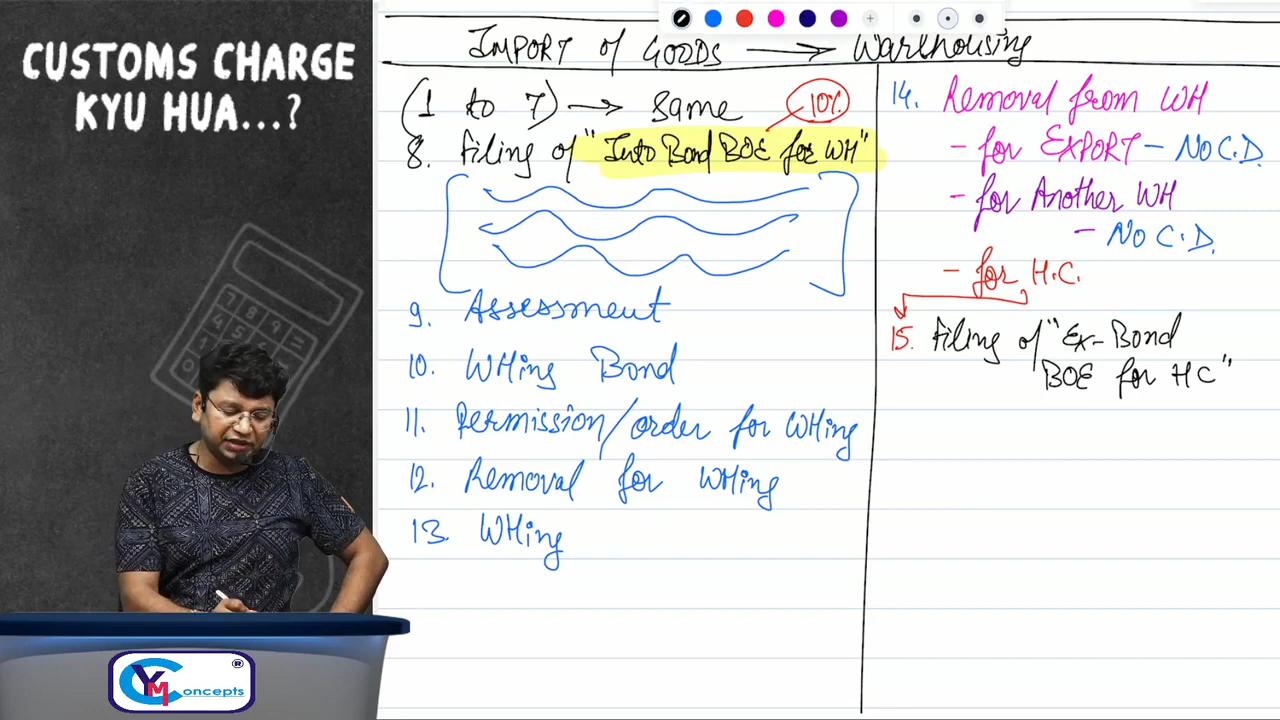 CUSTOMS CHARGE
KYU HUA...?
IMPORT of GOODS → Warehousing
(1 to 7) → Same
10%
8. Filing of "Into Bond BOE for WH"
9. Assessment
10. WHing Bond
11. Permission/order for WHing
12. Removal for WHing
13. WHing
14. Removal from WH
- for EXPORT - NO C.D.
- for Another WH
- NO C.D.
- for H.C.
15. Filing of "Ex-Bond
BOE for HC"
CYM Concepts ®